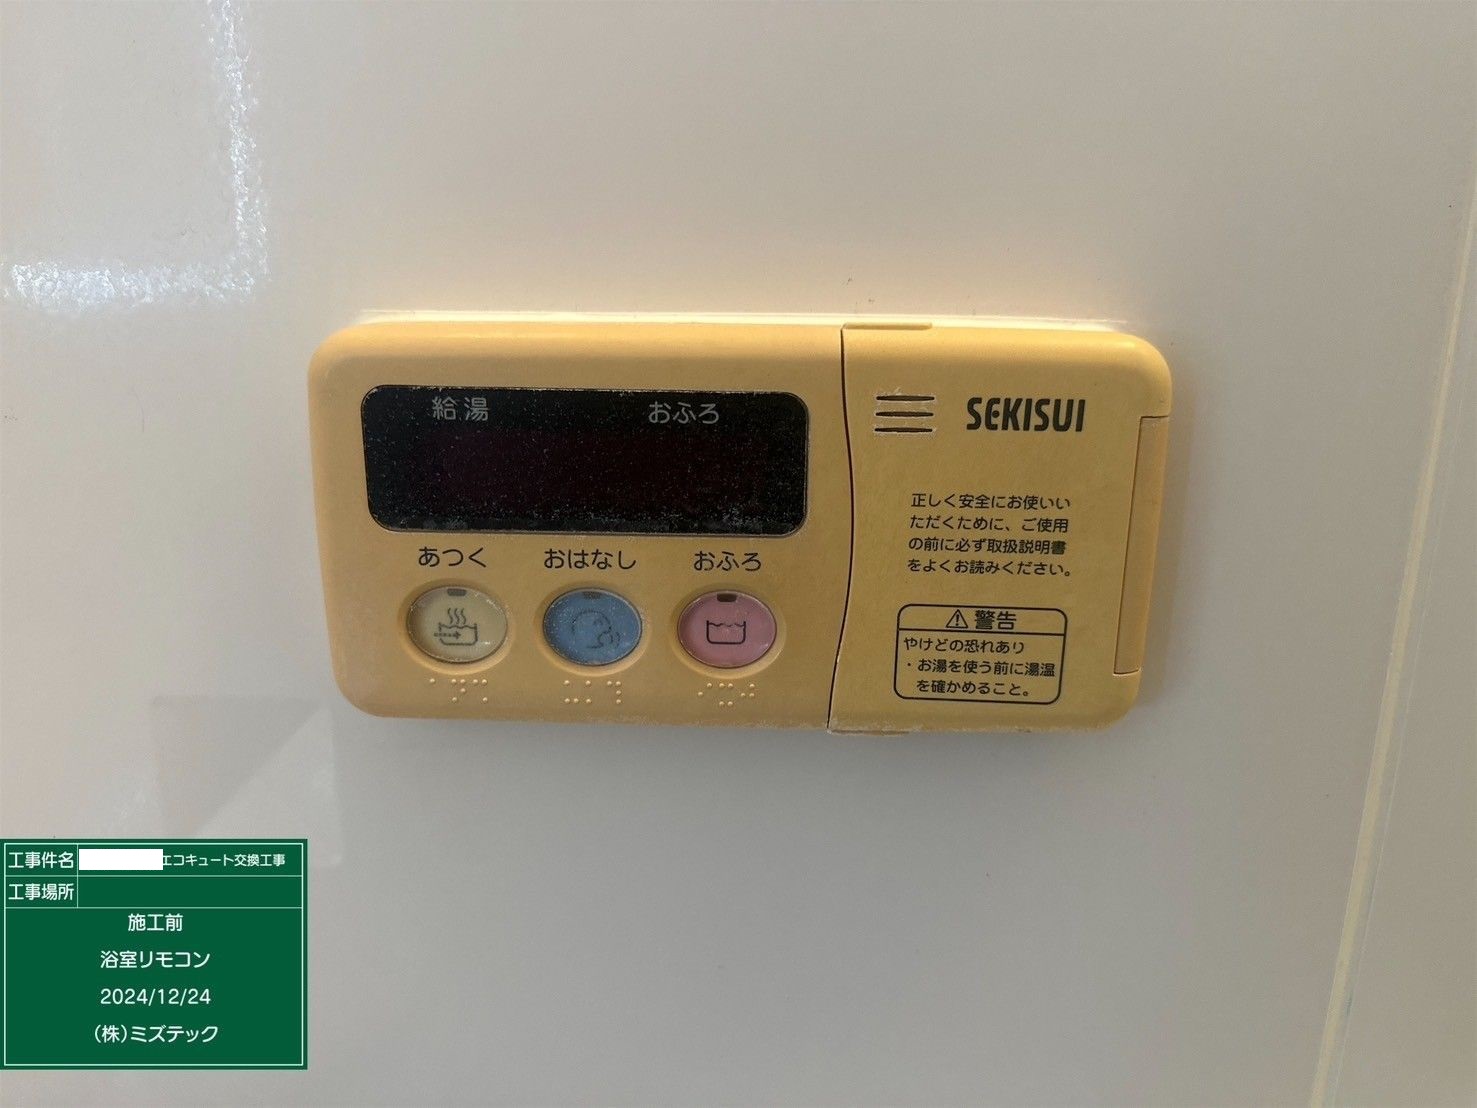 給湯 おふろ
あつく おはなし おふろ
SEKISUI
正しく安全にお使いい
ただくために、ご使用
の前に必ず取扱説明書
をよくお読みください。
⚠警告
やけどの恐れあり
・お湯を使う前に湯温
を確かめること。
工事件名 エコキュート交換工事
工事場所
施工前
浴室リモコン
2024/12/24
(株)ミズテック